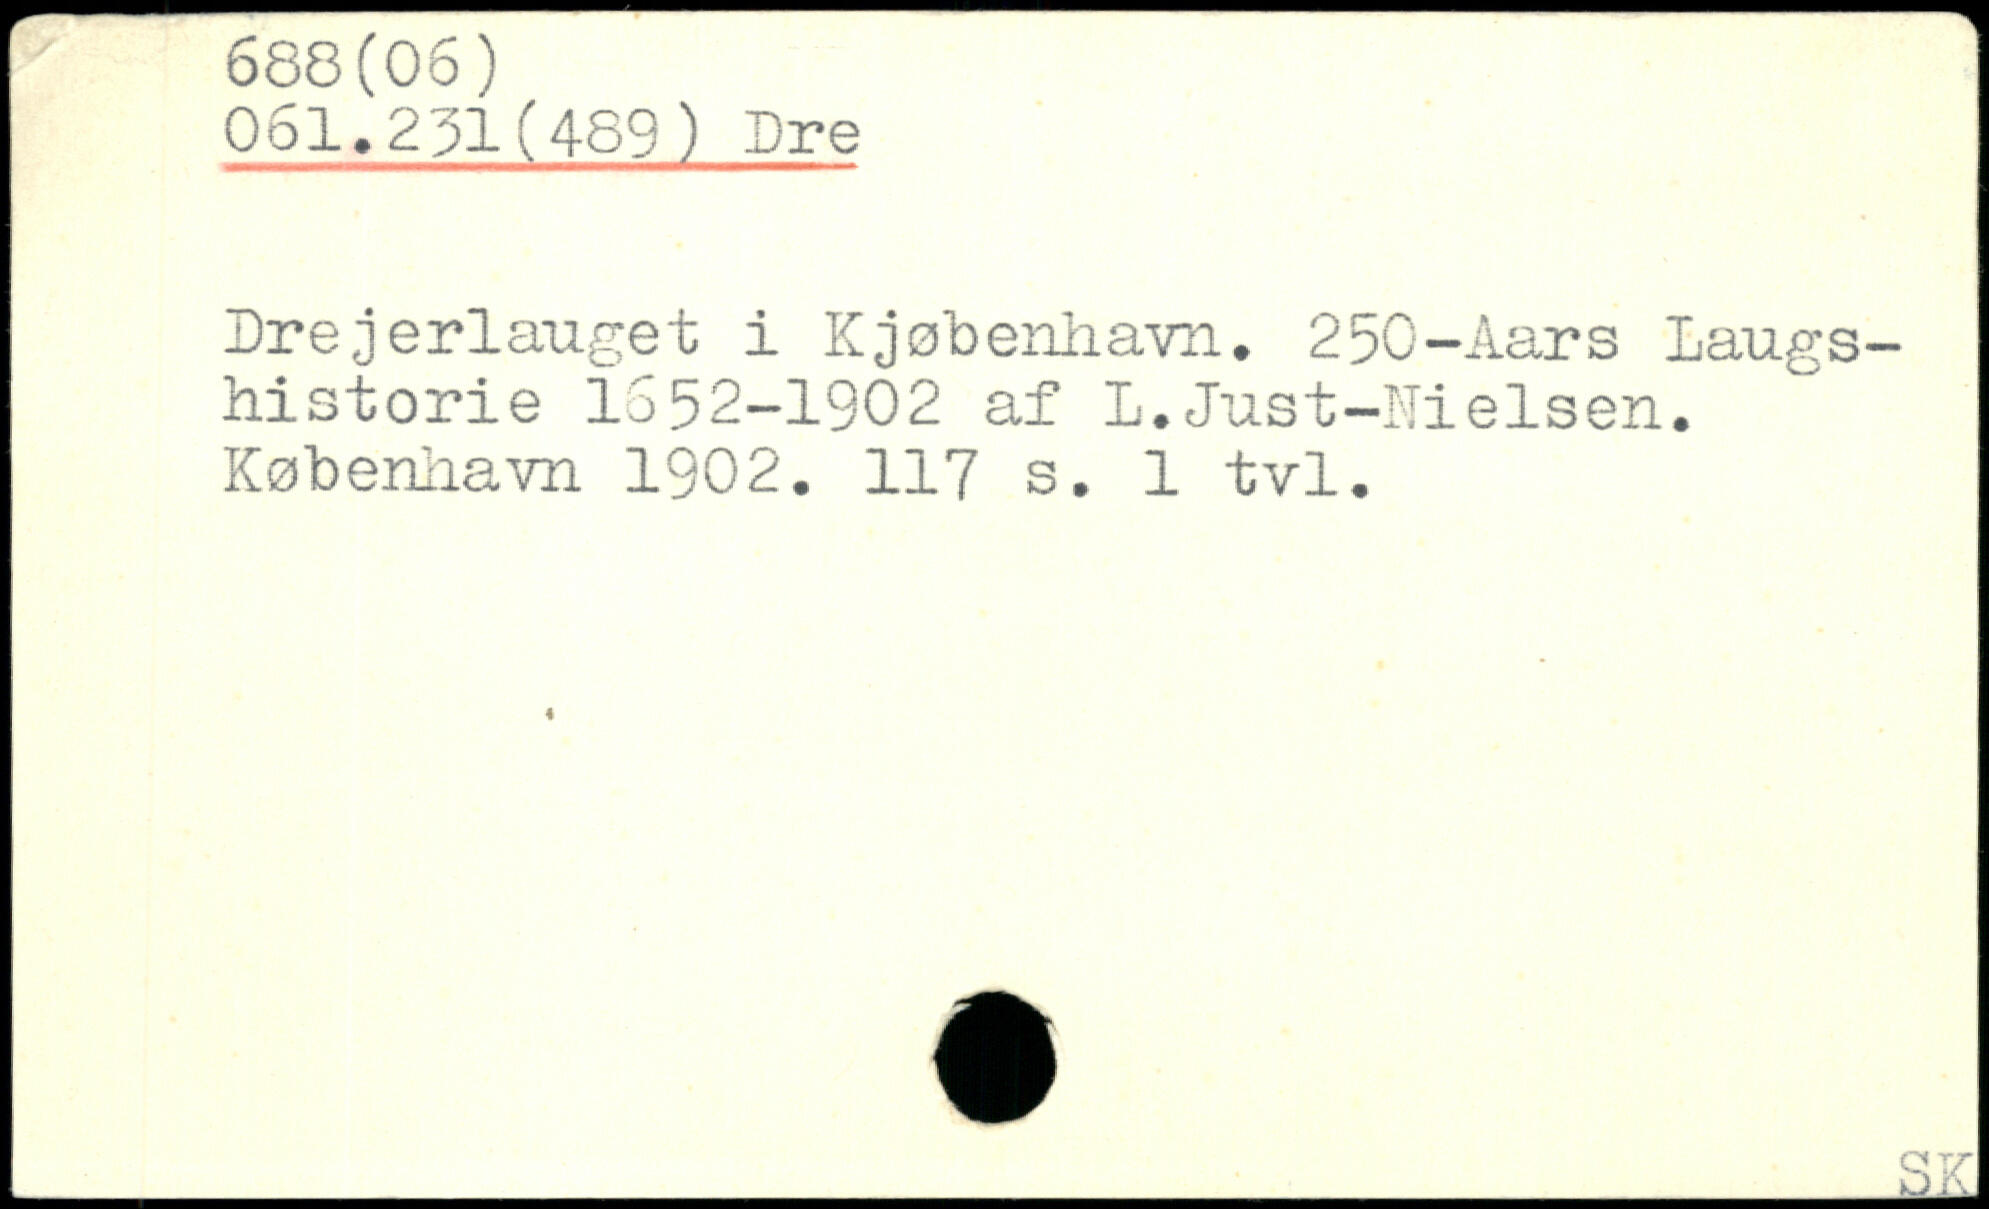 688(06)
061.231(489) Dre
Drejerlauget i Kjøbenhavn. 250-Aars Laugs-
historie 1652-1902 af L.Just-Nielsen.
København 1902. 117 s. 1 tvl.
SK